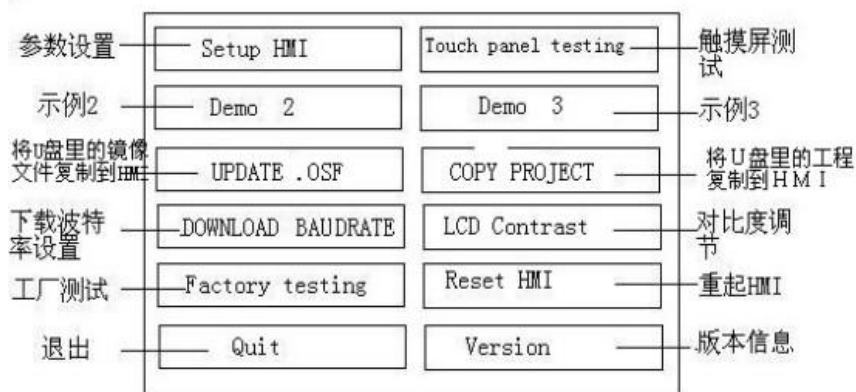 参数设置 Setup HMI Touch panel testing 触摸屏测
试
示例2 Demo 2 Demo 3 示例3
将U盘里的镜像
文件复制到HMI UPDATE .OSF COPY PROJECT 将U盘里的工程
复制到HMI
下载波特
率设置 DOWNLOAD BAUDRATE LCD Contrast 对比度调
节
工厂测试 Factory testing Reset HMI 重起HMI
退出 Quit Version 版本信息